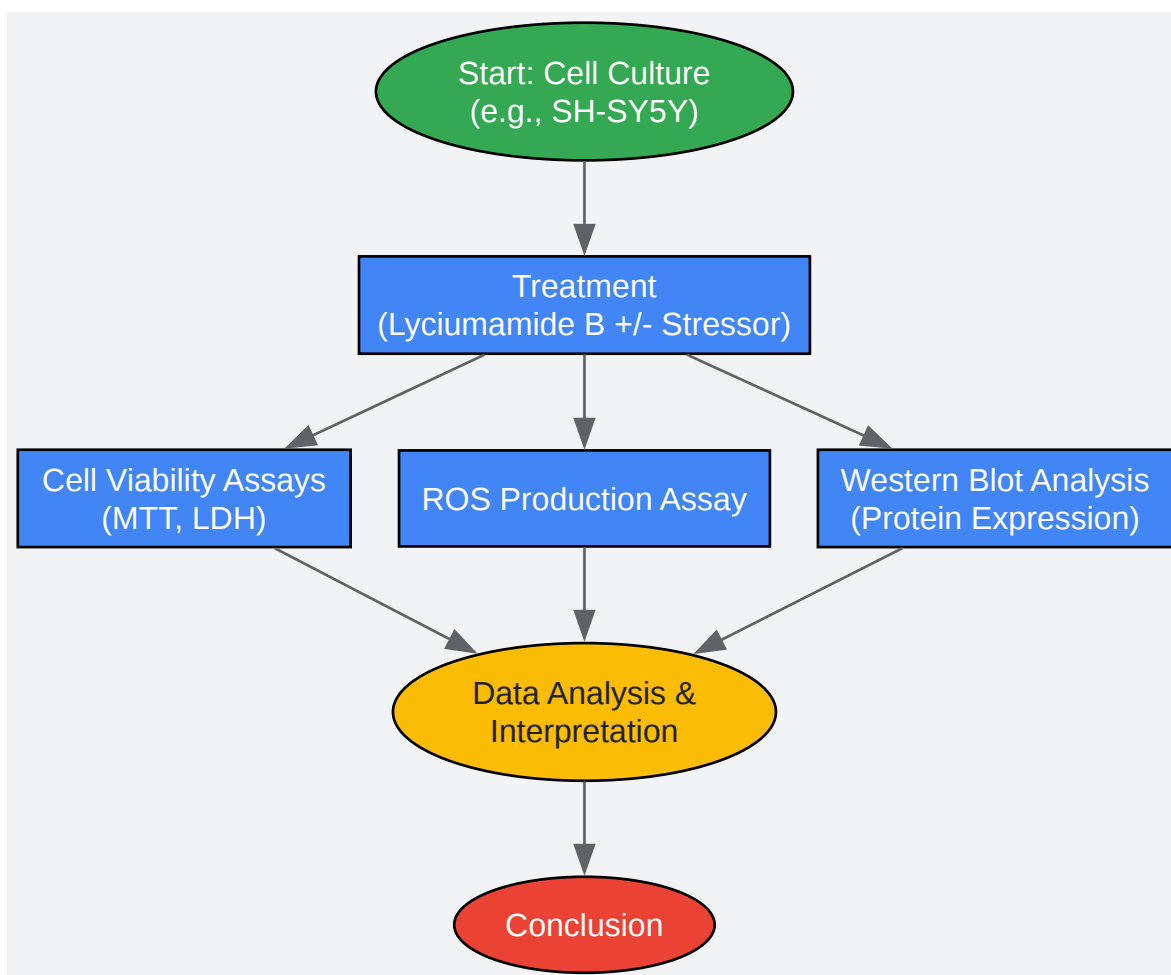 Start: Cell Culture
(e.g., SH-SY5Y)
Treatment
(Lyciumamide B +/- Stressor)
Cell Viability Assays
(MTT, LDH)
ROS Production Assay
Western Blot Analysis
(Protein Expression)
Data Analysis &
Interpretation
Conclusion